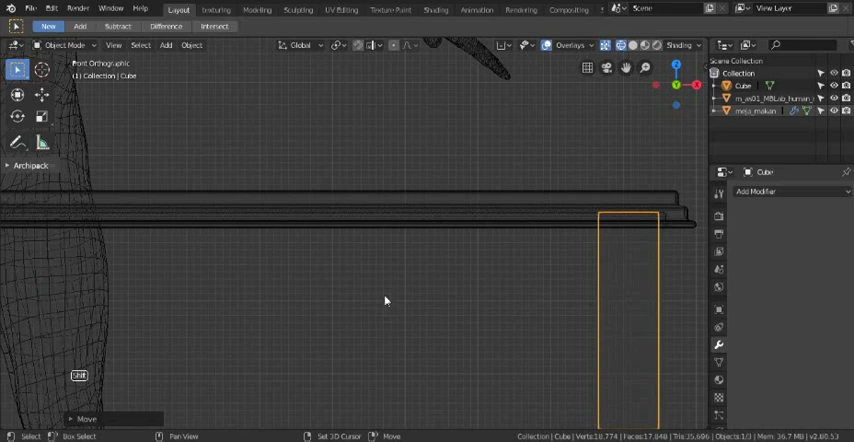 File Edit Render Window Help Layout texturing Modeling Sculpting UV Editing Texture Paint Shading Animation Rendering Compositing Scene View Layer
New Add Subtract Difference Intersect
Object Mode View Select Add Object Global Overlays Shading
Front Orthographic
(1) Collection | Cube
Scene Collection
Collection
Cube
m_as01_MBLab_human_
meja_makan
Archipack
Cube
Add Modifier
Z
Y
X
Shift
Move
Select Box Select Pan View Set 3D Cursor Move Collection | Cube | Verts:18,774 | Faces:17,848 | Tris:35,696 | Objects:1/3 | Mem: 36.7 MB | v2.80.53